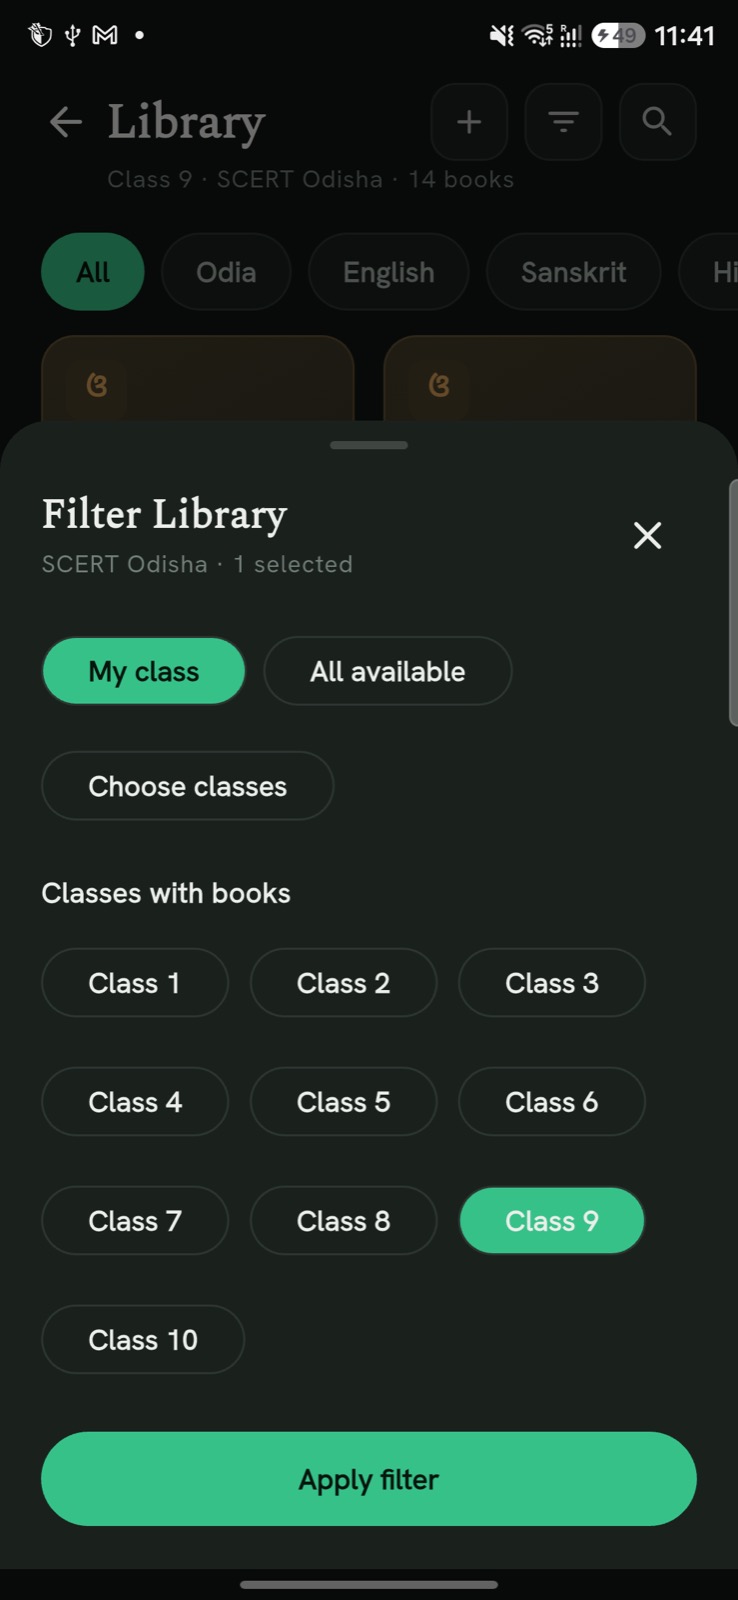 49 11:41
Library
Class 9 · SCERT Odisha · 14 books
All Odia English Sanskrit Hi
ଓ ଓ
Filter Library
SCERT Odisha · 1 selected
My class All available
Choose classes
Classes with books
Class 1 Class 2 Class 3
Class 4 Class 5 Class 6
Class 7 Class 8 Class 9
Class 10
Apply filter